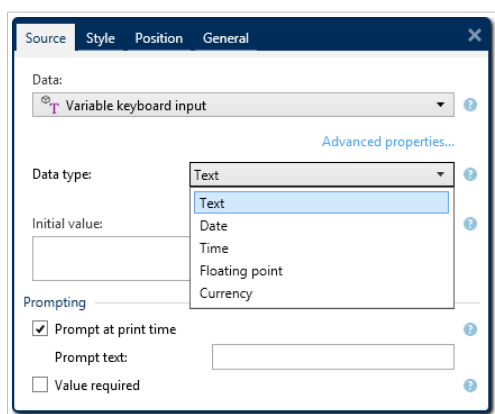 Source Style Position General
Data:
T Variable keyboard input
Advanced properties...
Data type: Text
Text
Date
Initial value:
Time
Floating point
Currency
Prompting
Prompt at print time
Prompt text:
Value required